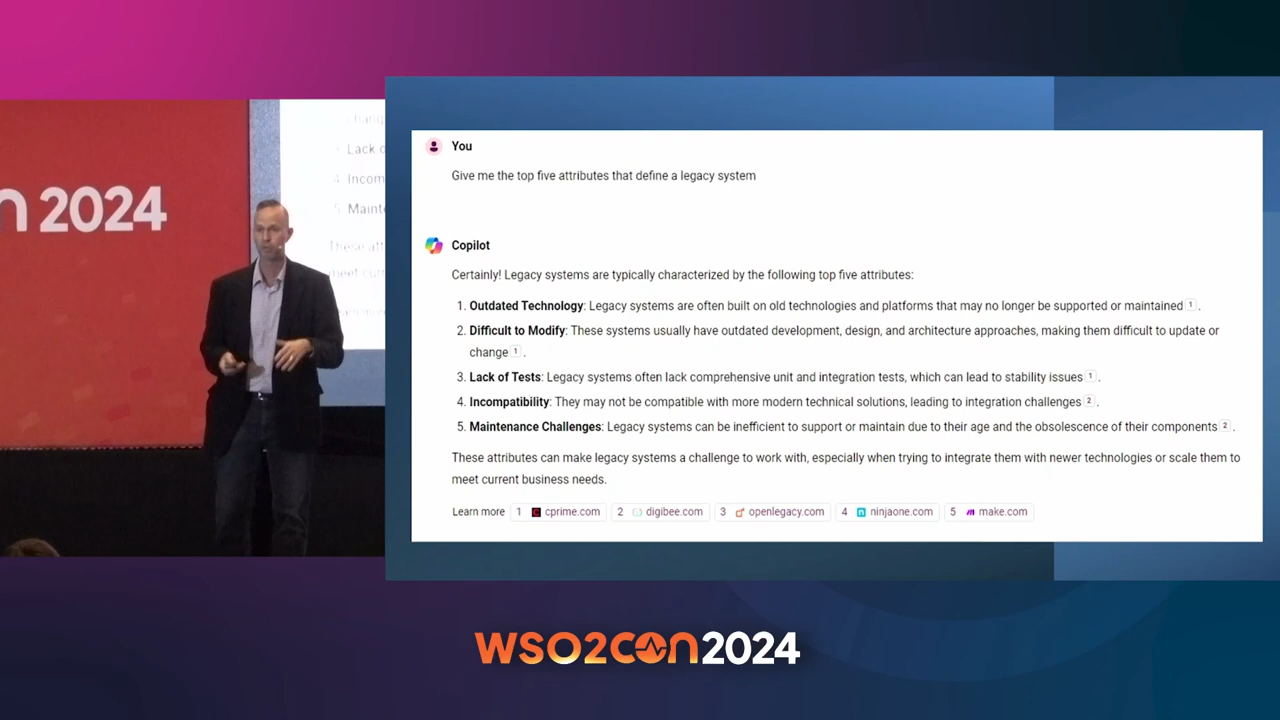 n 2024
Lack
Incom
Maint
These att
meet curr
You
Give me the top five attributes that define a legacy system
Copilot
Certainly! Legacy systems are typically characterized by the following top five attributes:
1. Outdated Technology: Legacy systems are often built on old technologies and platforms that may no longer be supported or maintained 1 .
2. Difficult to Modify: These systems usually have outdated development, design, and architecture approaches, making them difficult to update or
change 1 .
3. Lack of Tests: Legacy systems often lack comprehensive unit and integration tests, which can lead to stability issues 1 .
4. Incompatibility: They may not be compatible with more modern technical solutions, leading to integration challenges 2 .
5. Maintenance Challenges: Legacy systems can be inefficient to support or maintain due to their age and the obsolescence of their components 2 .
These attributes can make legacy systems a challenge to work with, especially when trying to integrate them with newer technologies or scale them to
meet current business needs.
Learn more 1 cprime.com 2 digibee.com 3 openlegacy.com 4 ninjaone.com 5 make.com
WSO2CON2024